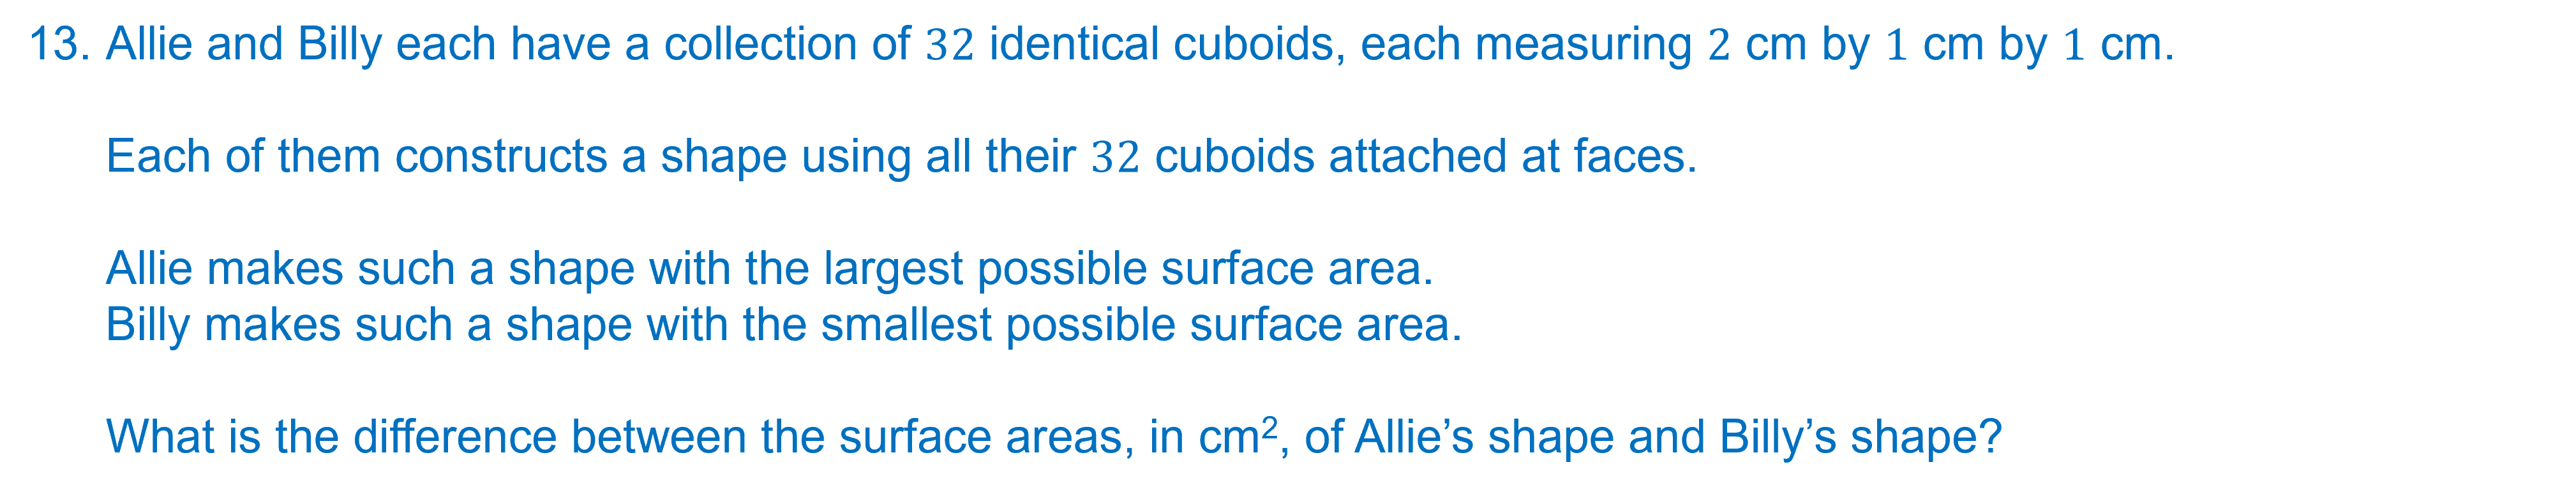 13. Allie and Billy each have a collection of 32 identical cuboids, each measuring 2 cm by 1 cm by 1 cm.
Each of them constructs a shape using all their 32 cuboids attached at faces.
Allie makes such a shape with the largest possible surface area.
Billy makes such a shape with the smallest possible surface area.
What is the difference between the surface areas, in cm², of Allie’s shape and Billy’s shape?